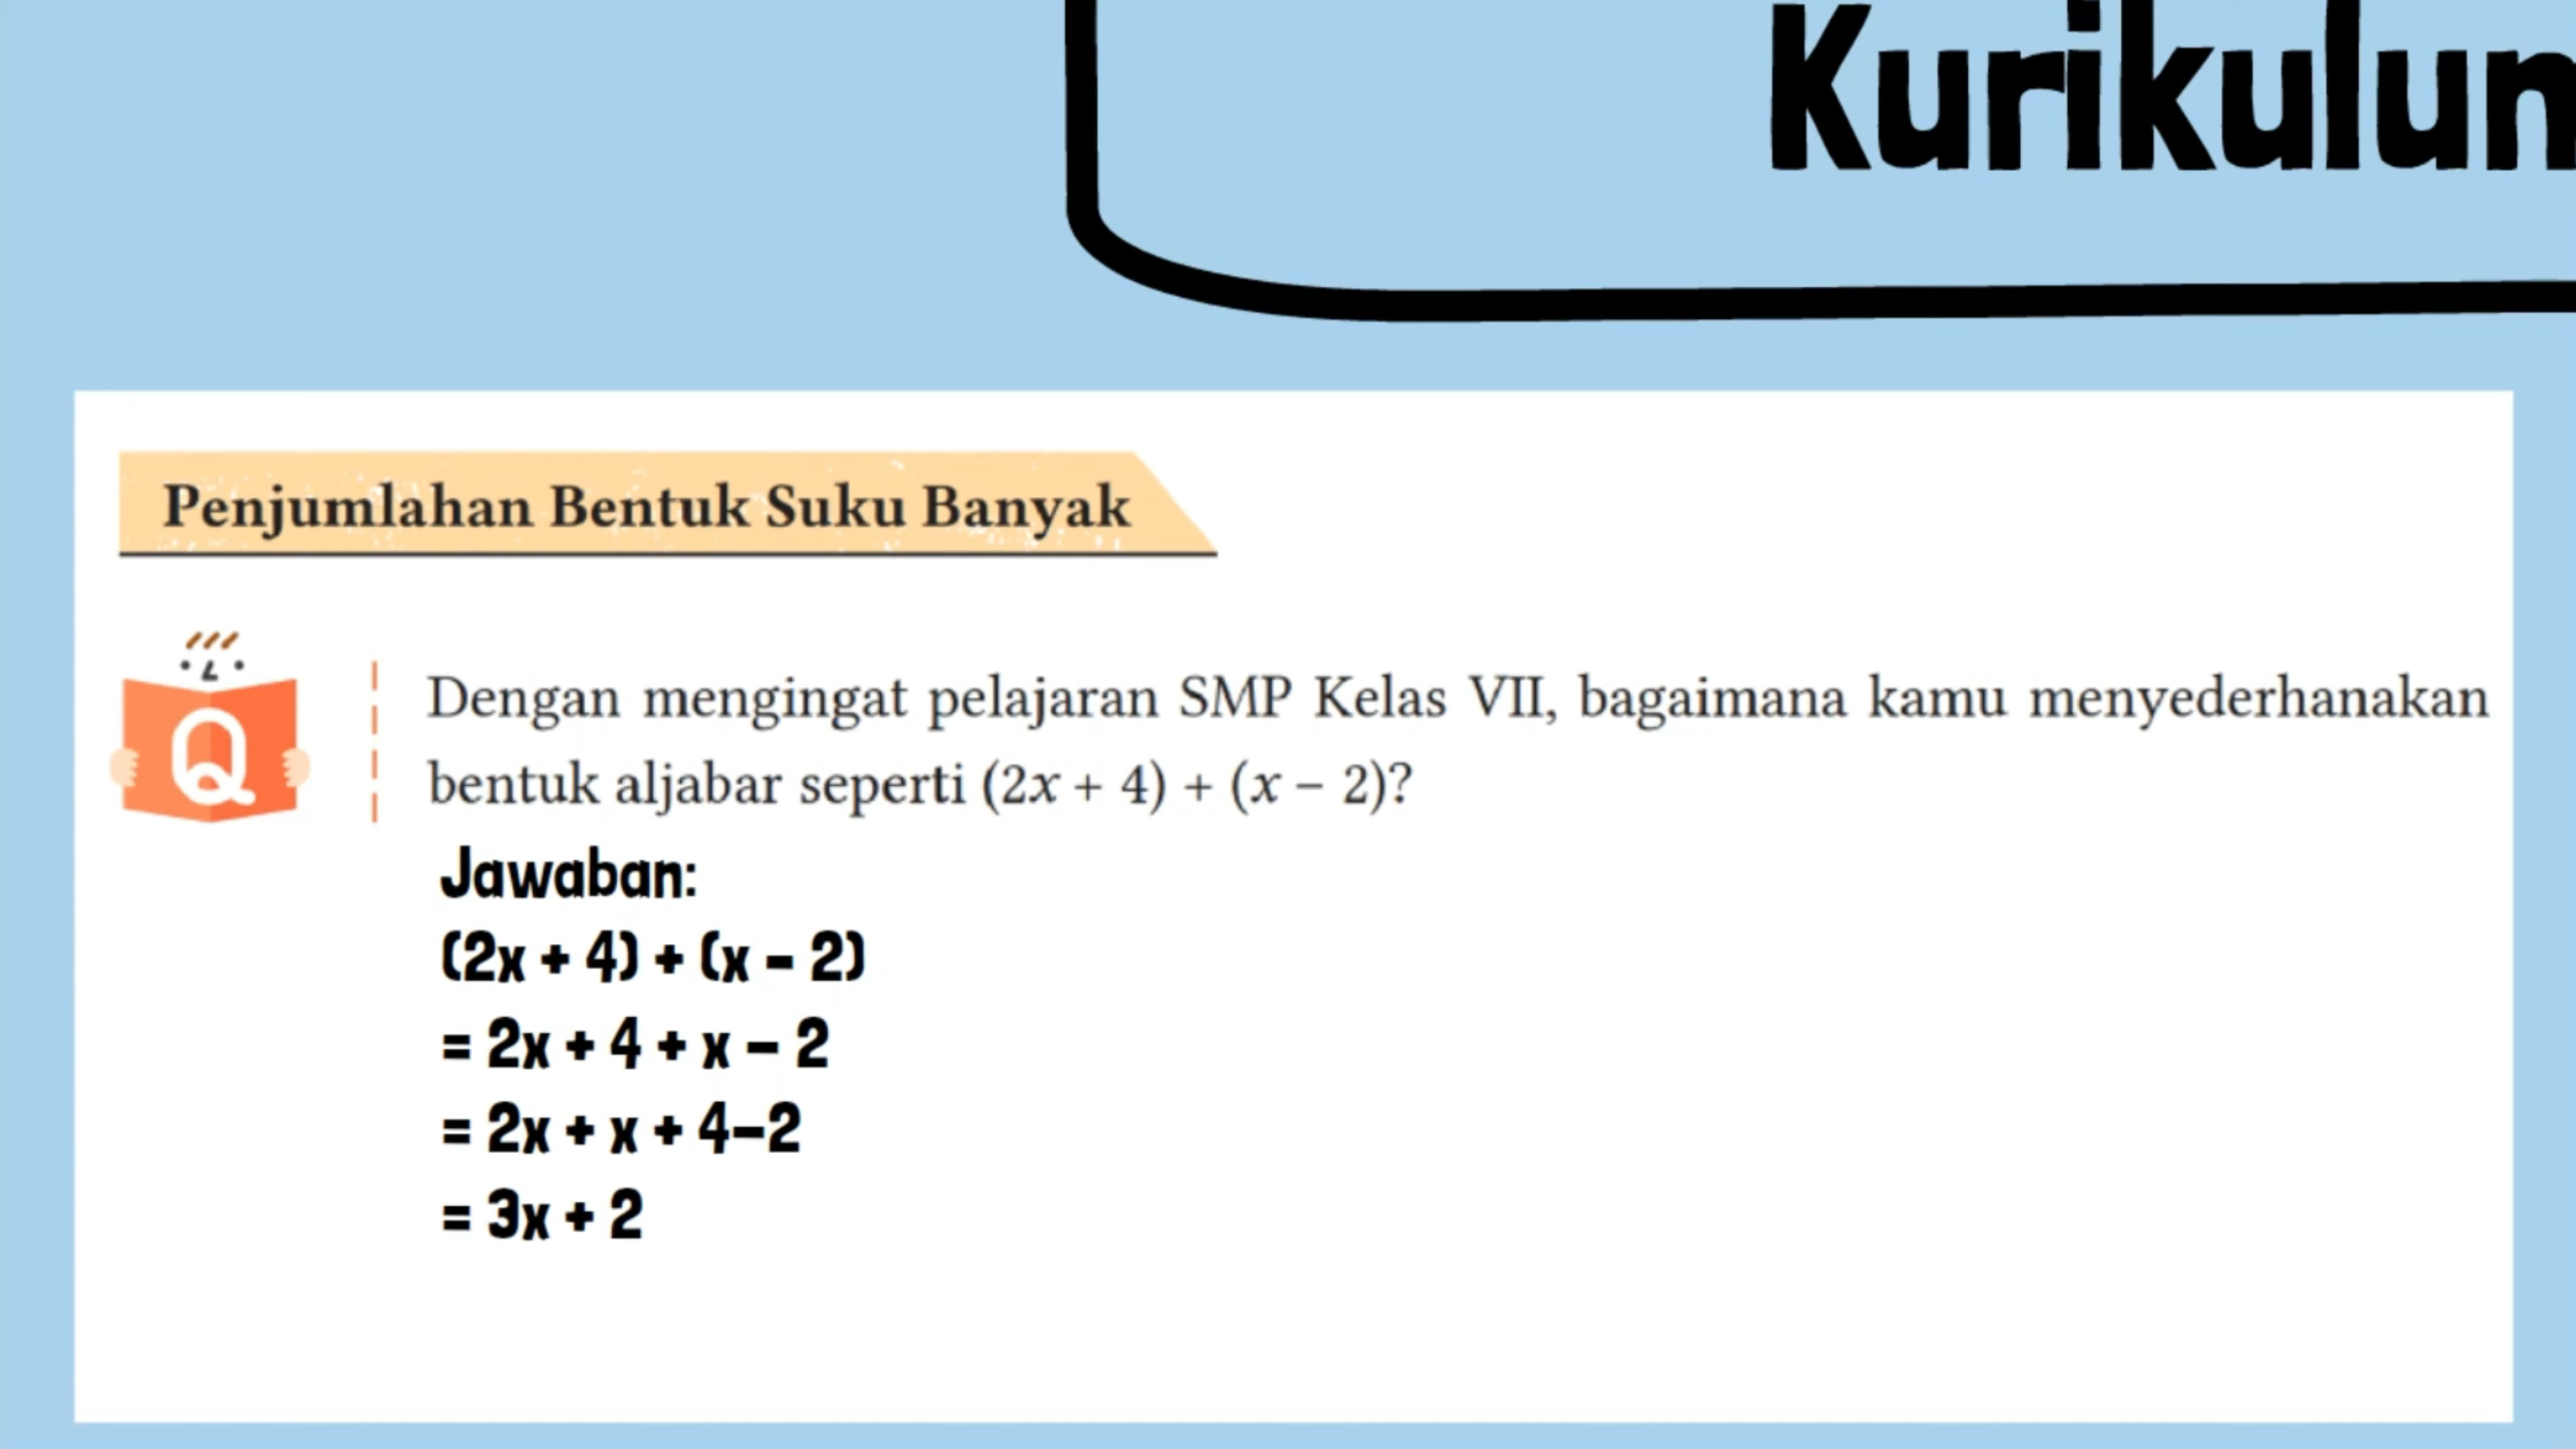 Penjumlahan Bentuk Suku Banyak
Q
Dengan mengingat pelajaran SMP Kelas VII, bagaimana kamu menyederhanakan
bentuk aljabar seperti (2x + 4) + (x − 2)?
Jawaban:
(2x + 4) + (x − 2)
= 2x + 4 + x − 2
= 2x + x + 4−2
= 3x + 2